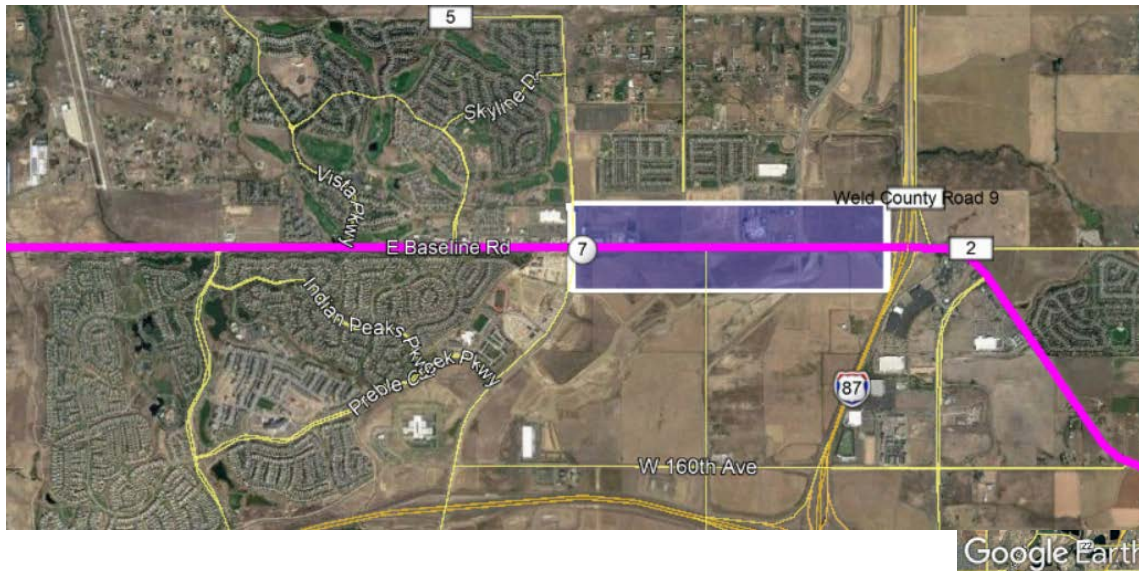 5
Skyline Dr
Vista Pkwy
Weld County Road 9
E Baseline Rd
7
2
Indian Peaks Pkwy
Preble Creek Pkwy
87
W 160th Ave
22
Google Earth